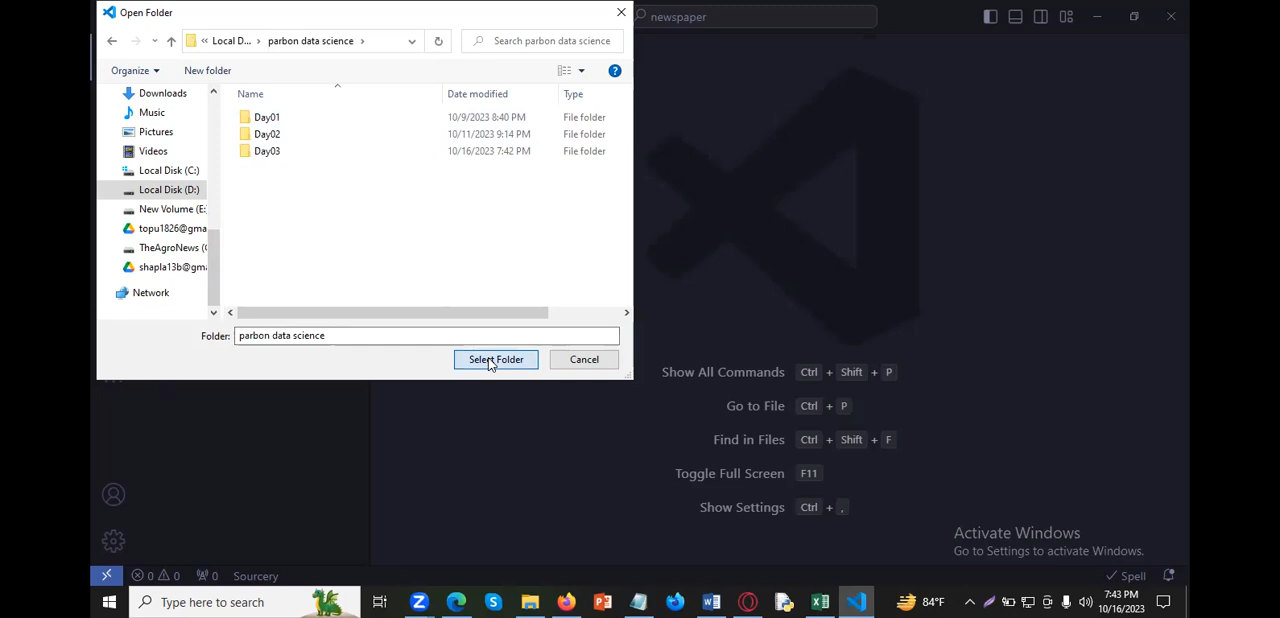 Open Folder
newspaper
Local D... > parbon data science >
Search parbon data science
Organize
New folder
Name
Date modified
Type
Downloads
Music
Pictures
Videos
Local Disk (C:)
Local Disk (D:)
New Volume (E:
topu1826@gma
TheAgroNews (
shapla13b@gm
Network
Day01 10/9/2023 8:40 PM File folder
Day02 10/11/2023 9:14 PM File folder
Day03 10/16/2023 7:42 PM File folder
Folder: parbon data science
Select Folder
Cancel
Show All Commands Ctrl + Shift + P
Go to File Ctrl + P
Find in Files Ctrl + Shift + F
Toggle Full Screen F11
Show Settings Ctrl + ,
Activate Windows
Go to Settings to activate Windows.
0 0 0 Sourcery
Spell
Type here to search
84°F
7:43 PM
10/16/2023